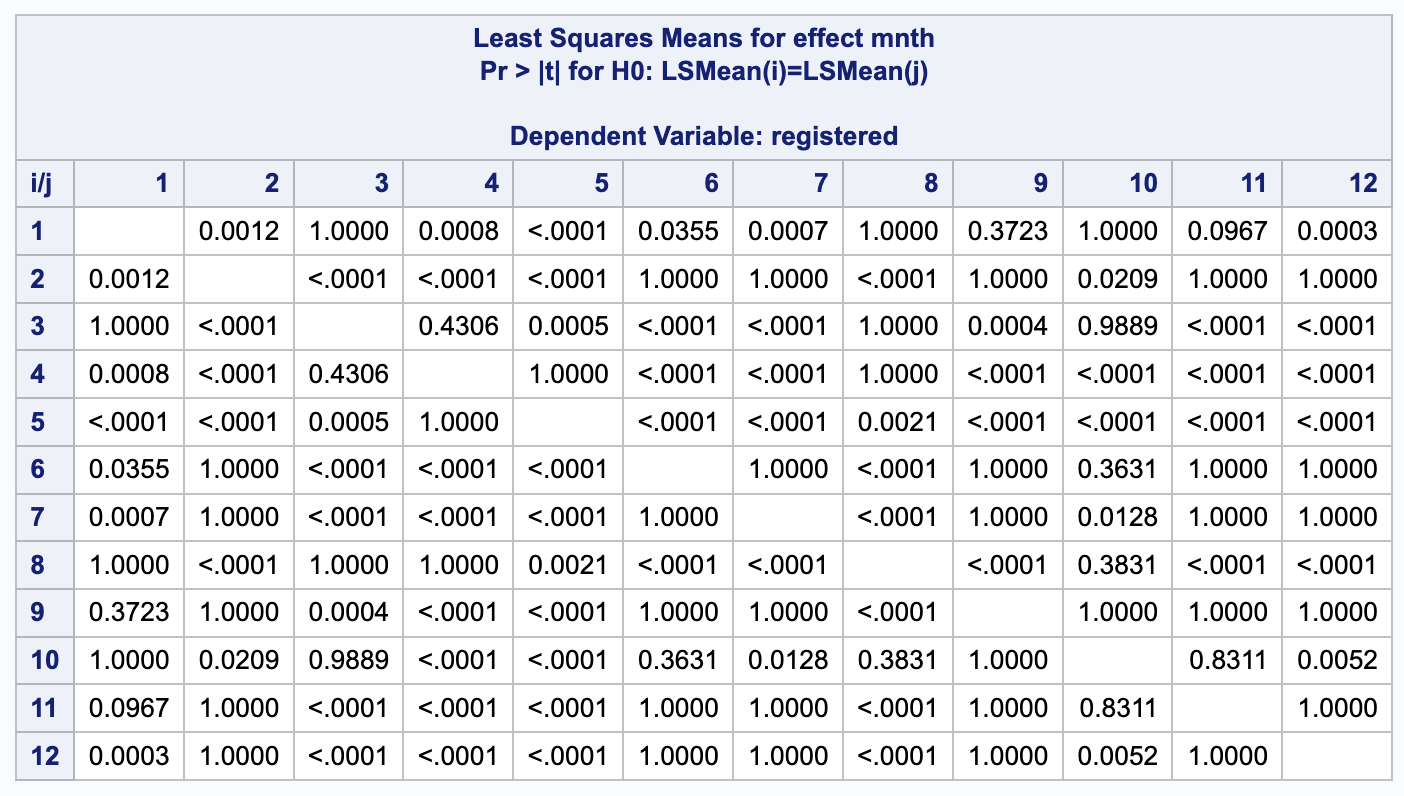 Least Squares Means for effect mnth
Pr > |t| for H0: LSMean(i)=LSMean(j)
Dependent Variable: registered
i/j 1 2 3 4 5 6 7 8 9 10 11 12
1 0.0012 1.0000 0.0008 <.0001 0.0355 0.0007 1.0000 0.3723 1.0000 0.0967 0.0003
2 0.0012 <.0001 <.0001 <.0001 1.0000 1.0000 <.0001 1.0000 0.0209 1.0000 1.0000
3 1.0000 <.0001 0.4306 0.0005 <.0001 <.0001 1.0000 0.0004 0.9889 <.0001 <.0001
4 0.0008 <.0001 0.4306 1.0000 <.0001 <.0001 1.0000 <.0001 <.0001 <.0001 <.0001
5 <.0001 <.0001 0.0005 1.0000 <.0001 <.0001 0.0021 <.0001 <.0001 <.0001 <.0001
6 0.0355 1.0000 <.0001 <.0001 <.0001 1.0000 <.0001 1.0000 0.3631 1.0000 1.0000
7 0.0007 1.0000 <.0001 <.0001 <.0001 1.0000 <.0001 1.0000 0.0128 1.0000 1.0000
8 1.0000 <.0001 1.0000 1.0000 0.0021 <.0001 <.0001 <.0001 0.3831 <.0001 <.0001
9 0.3723 1.0000 0.0004 <.0001 <.0001 1.0000 1.0000 <.0001 1.0000 1.0000 1.0000
10 1.0000 0.0209 0.9889 <.0001 <.0001 0.3631 0.0128 0.3831 1.0000 0.8311 0.0052
11 0.0967 1.0000 <.0001 <.0001 <.0001 1.0000 1.0000 <.0001 1.0000 0.8311 1.0000
12 0.0003 1.0000 <.0001 <.0001 <.0001 1.0000 1.0000 <.0001 1.0000 0.0052 1.0000